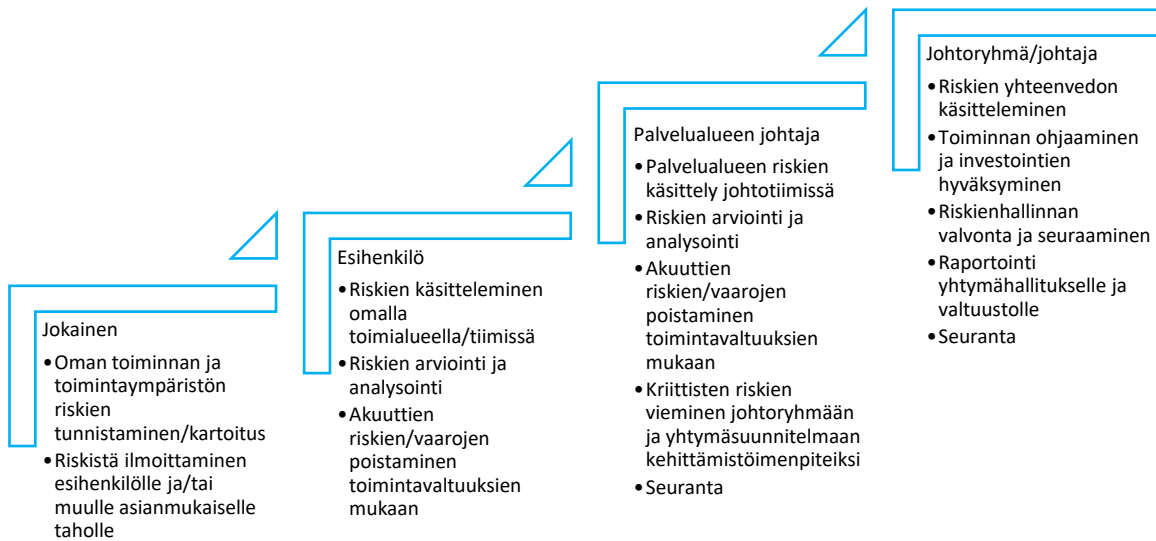 Jokainen
•Oman toiminnan ja
toimintaympäristön
riskien
tunnistaminen/kartoitus
•Riskistä ilmoittaminen
esihenkilölle ja/tai
muulle asianmukaiselle
taholle
Esihenkilö
•Riskien käsitteleminen
omalla
toimialueella/tiimissä
•Riskien arviointi ja
analysointi
•Akuuttien
riskien/vaarojen
poistaminen
toimintavaltuuksien
mukaan
Palvelualueen johtaja
•Palvelualueen riskien
käsittely johtotiimissä
•Riskien arviointi ja
analysointi
•Akuuttien
riskien/vaarojen
poistaminen
toimintavaltuuksien
mukaan
•Kriittisten riskien
vieminen johtoryhmään
ja yhtymäsuunnitelmaan
kehittämistöimenpiteiksi
•Seuranta
Johtoryhmä/johtaja
•Riskien yhteenvedon
käsitteleminen
•Toiminnan ohjaaminen
ja investointien
hyväksyminen
•Riskienhallinnan
valvonta ja seuraaminen
•Raportointi
yhtymähallitukselle ja
valtuustolle
•Seuranta